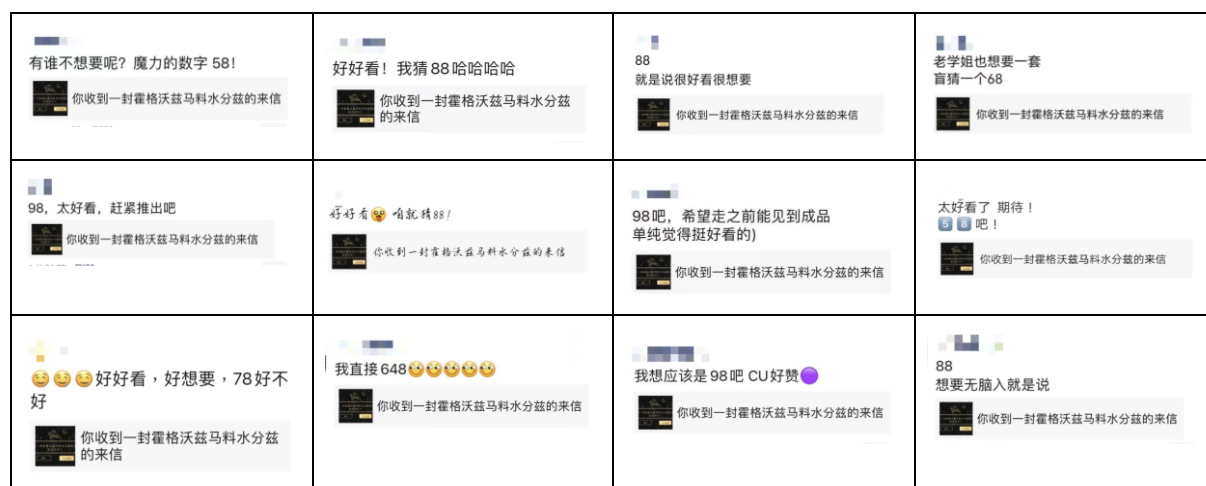 有谁不想要呢？魔力的数字 58！
你收到一封霍格沃兹马料水分兹的来信
好好看！我猜88哈哈哈哈
你收到一封霍格沃兹马料水分兹
的来信
88
就是说很好看很想要
你收到一封霍格沃兹马料水分兹的来信
老学姐也想要一套
盲猜一个68
你收到一封霍格沃兹马料水分兹的来信
98，太好看，赶紧推出吧
你收到一封霍格沃兹马料水分兹的来信
好好看😜 咱就猜88！
你收到一封霍格沃兹马料水分兹的来信
98吧，希望走之前能见到成品
单纯觉得挺好看的)
你收到一封霍格沃兹马料水分兹的来信
太好看了 期待！
5️⃣8️⃣吧！
你收到一封霍格沃兹马料水分兹的来信
☺️☺️☺️好好看，好想要，78好不
好
你收到一封霍格沃兹马料水分兹
的来信
我直接648
你收到一封霍格沃兹马料水分兹的来信
我想应该是98吧 CU好赞🟣
你收到一封霍格沃兹马料水分兹的来信
88
想要无脑入就是说
你收到一封霍格沃兹马料水分兹的来信